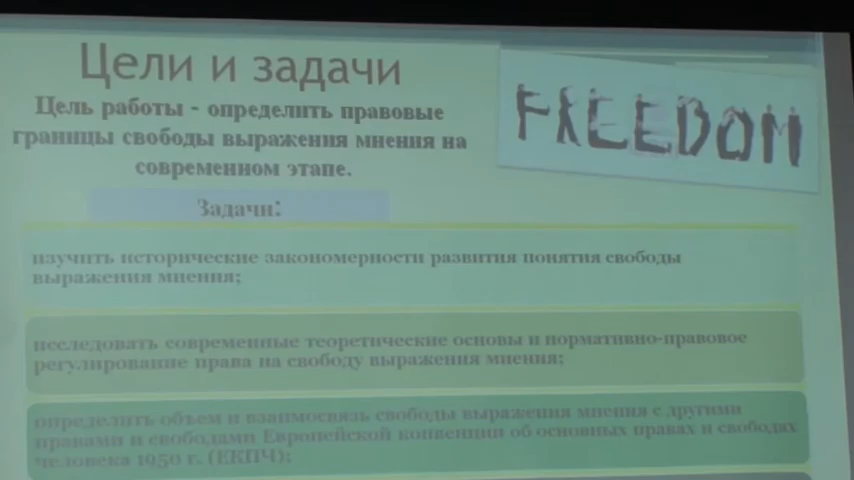 Цели и задачи
FREEDOM
Цель работы - определить правовые
границы свободы выражения мнения на
современном этапе.
Задачи:
изучить исторические закономерности развития понятия свободы
выражения мнения;
исследовать современные теоретические основы и нормативно-правовое
регулирование права на свободу выражения мнения;
определить объем и взаимосвязь свободы выражения мнения с другими
правами и свободами Европейской конвенции об основных правах и свободах
человека 1950 г. (ЕКПЧ);